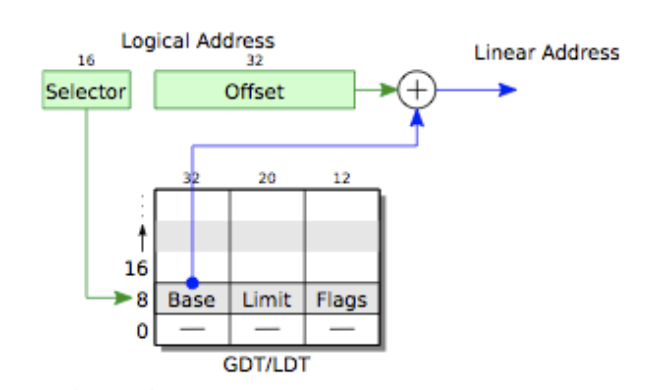 Logical Address
16 32
Linear Address
Selector Offset
32 20 12
16
8 Base Limit Flags
0 — — —
GDT/LDT